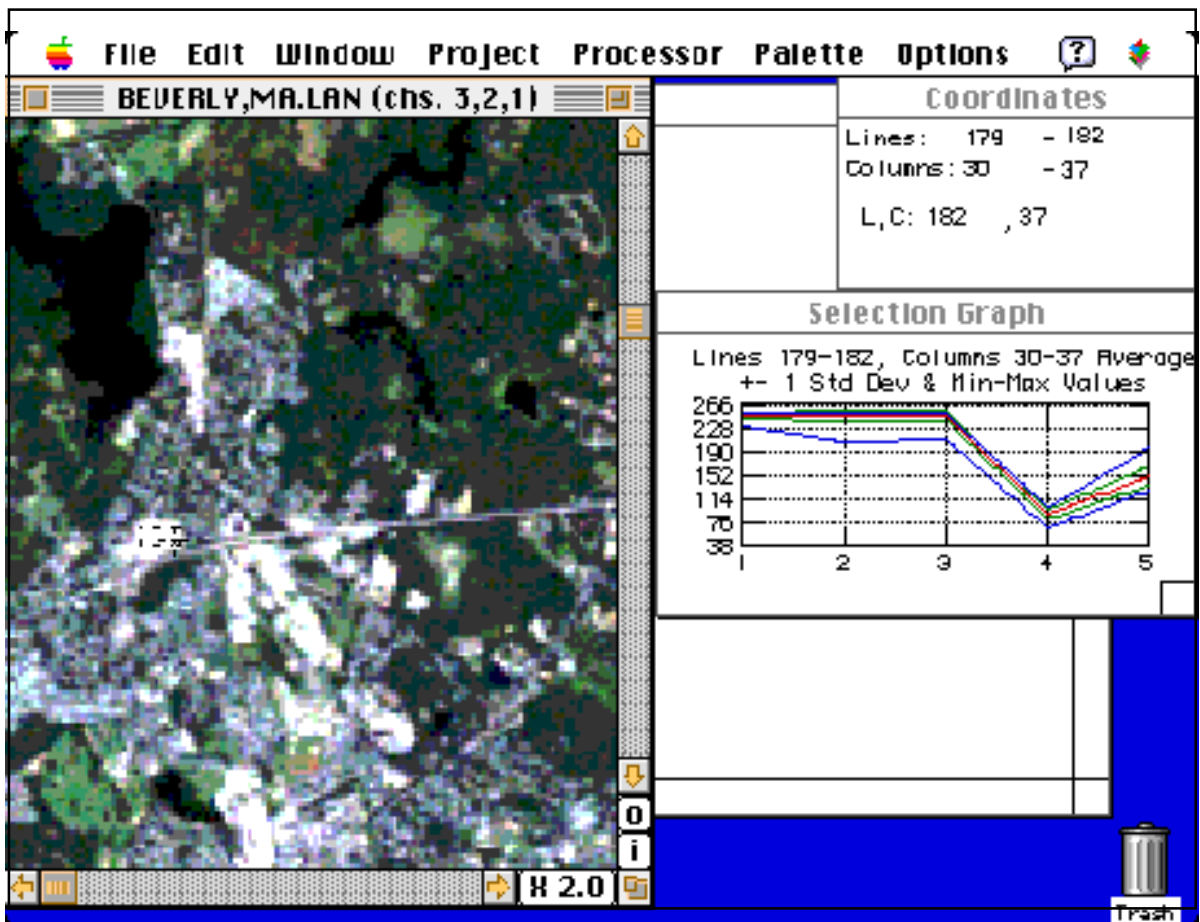 File Edit Window Project Processor Palette Options ?
BEVERLY,MA.LAN (chs. 3,2,1)
Coordinates
Lines: 179 - 182
Columns: 30 - 37
L,C: 182 , 37
Selection Graph
Lines 179-182, Columns 30-37 Average
+- 1 Std Dev & Min-Max Values
266
228
190
152
114
76
38
1 2 3 4 5
o
i
X 2.0
Trash